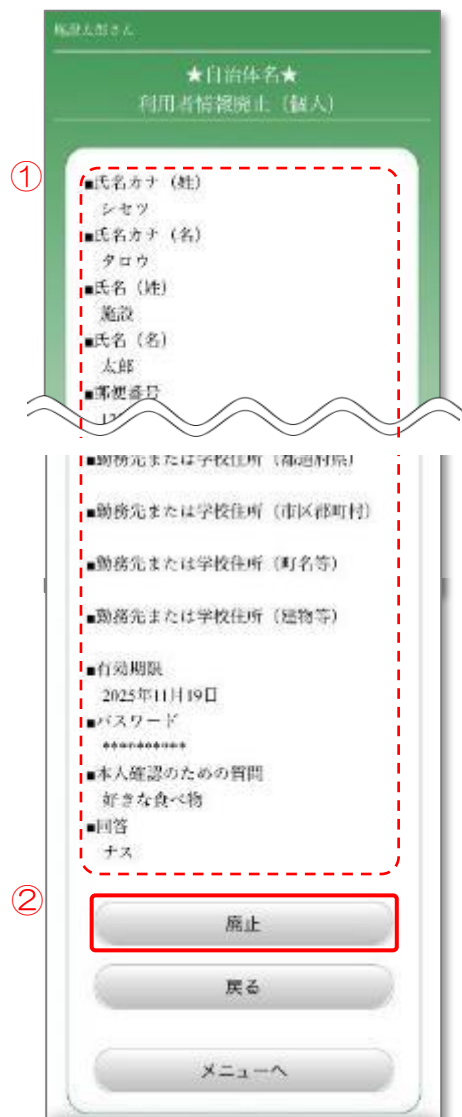 施設太郎さん
★自治体名★
利用者情報廃止（個人）
①
■氏名カナ（姓）
シセツ
■氏名カナ（名）
タロウ
■氏名（姓）
施設
■氏名（名）
太郎
■郵便番号
■勤務先または学校住所（都道府県）
■勤務先または学校住所（市区郡町村）
■勤務先または学校住所（町名等）
■勤務先または学校住所（建物等）
■有効期限
2025年11月19日
■パスワード
**********
■本人確認のための質問
好きな食べ物
■回答
ナス
②
廃止
戻る
メニューへ